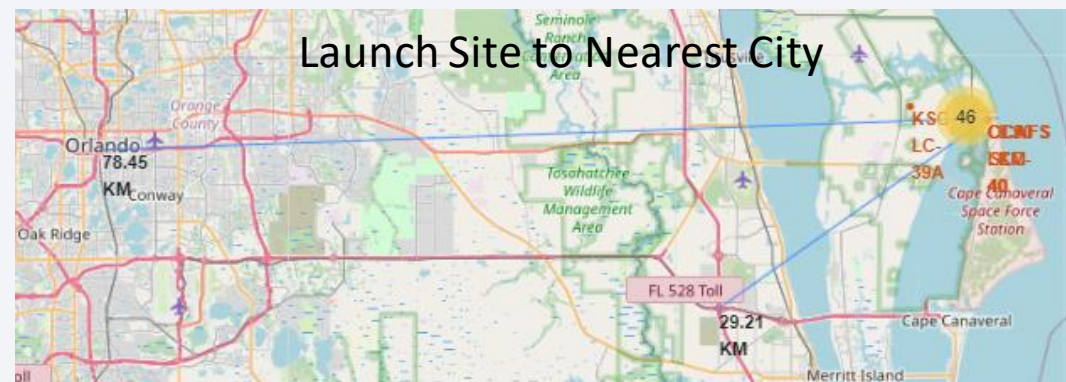 Launch Site to Nearest City
Seminole
Ranch
Area
Orange
County
Orlando
78.45
KM
Conway
Oak Ridge
Tosohatchee
Wildlife
Management
Area
FL 528 Toll
29.21
KM
Merritt Island
Cape Canaveral
KSC
LC-
39A
46
40
Cape Canaveral
Space Force
Station